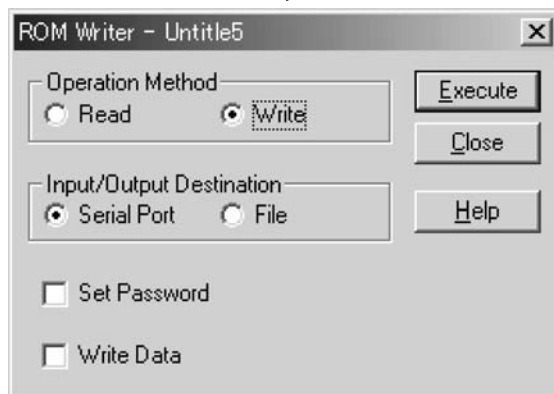 ROM Writer - Untitle5
Operation Method
Read Write
Execute
Close
Input/Output Destination
Serial Port File
Help
Set Password
Write Data